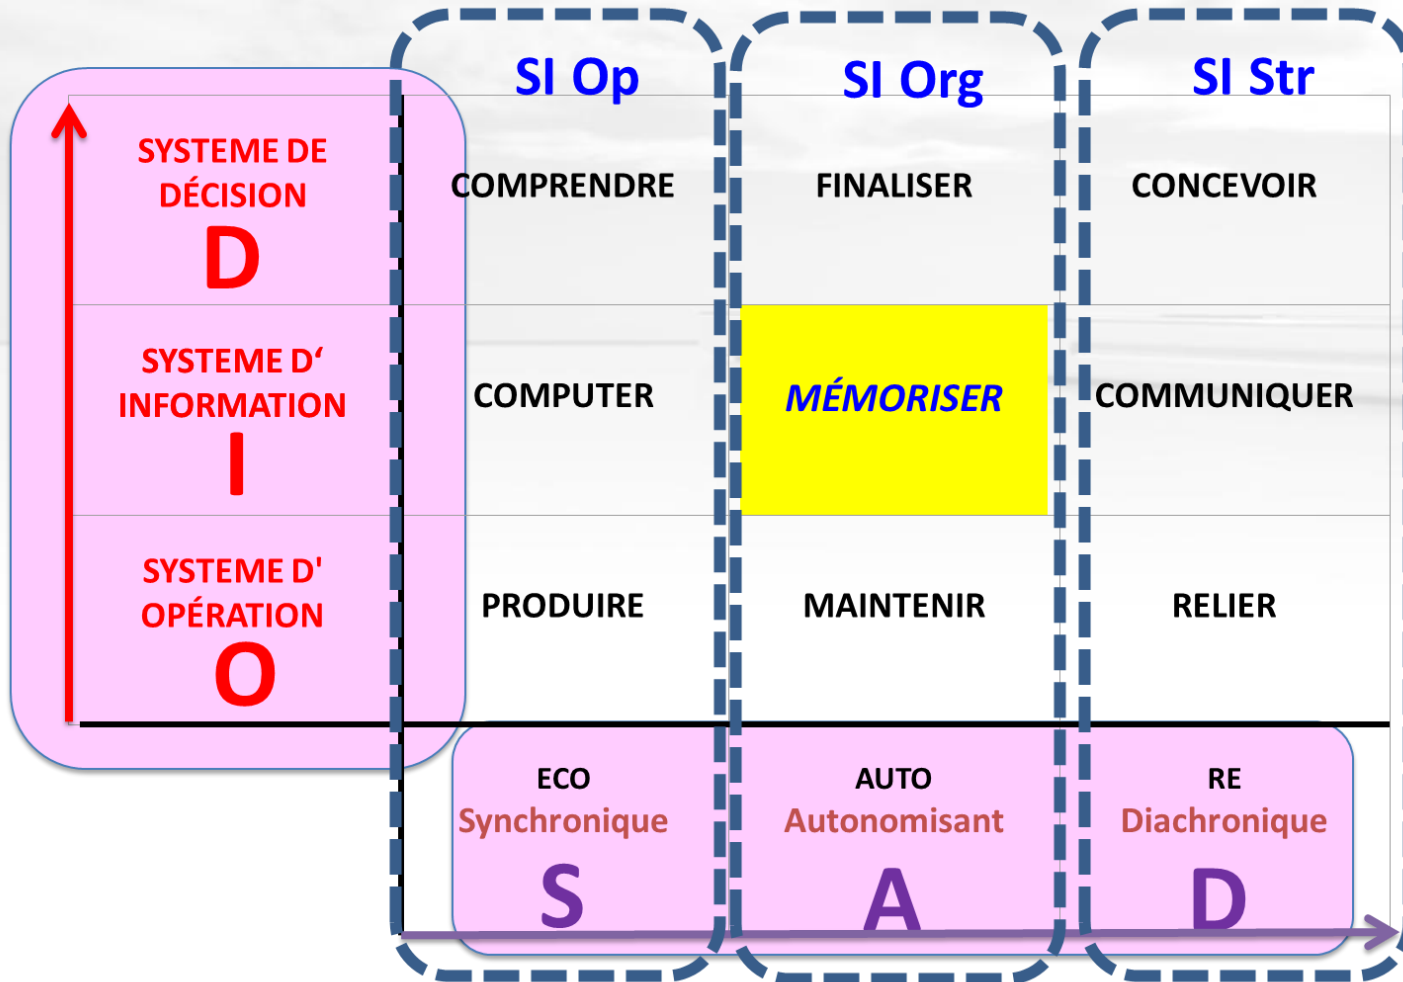 SI Op
SI Org
SI Str
SYSTEME DE
DÉCISION
D
COMPRENDRE
FINALISER
CONCEVOIR
SYSTEME D‘
INFORMATION
I
COMPUTER
MÉMORISER
COMMUNIQUER
SYSTEME D'
OPÉRATION
O
PRODUIRE
MAINTENIR
RELIER
ECO
Synchronique
S
AUTO
Autonomisant
A
RE
Diachronique
D